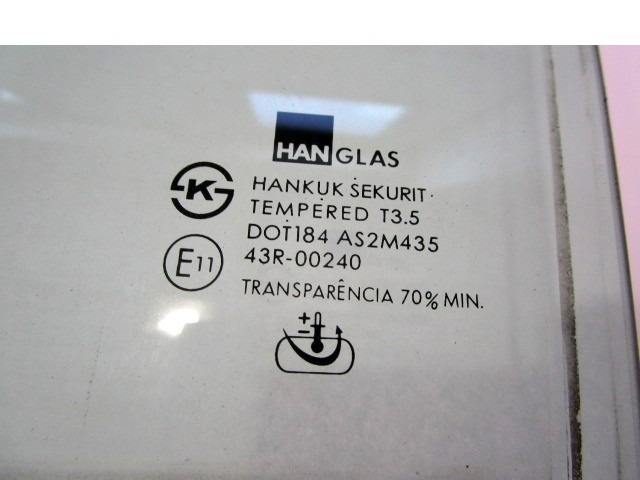 HANGLAS
K
HANKUK SEKURIT
TEMPERED T3.5
DOT184 AS2M435
E11
43R-00240
TRANSPARÊNCIA 70% MIN.
+
−